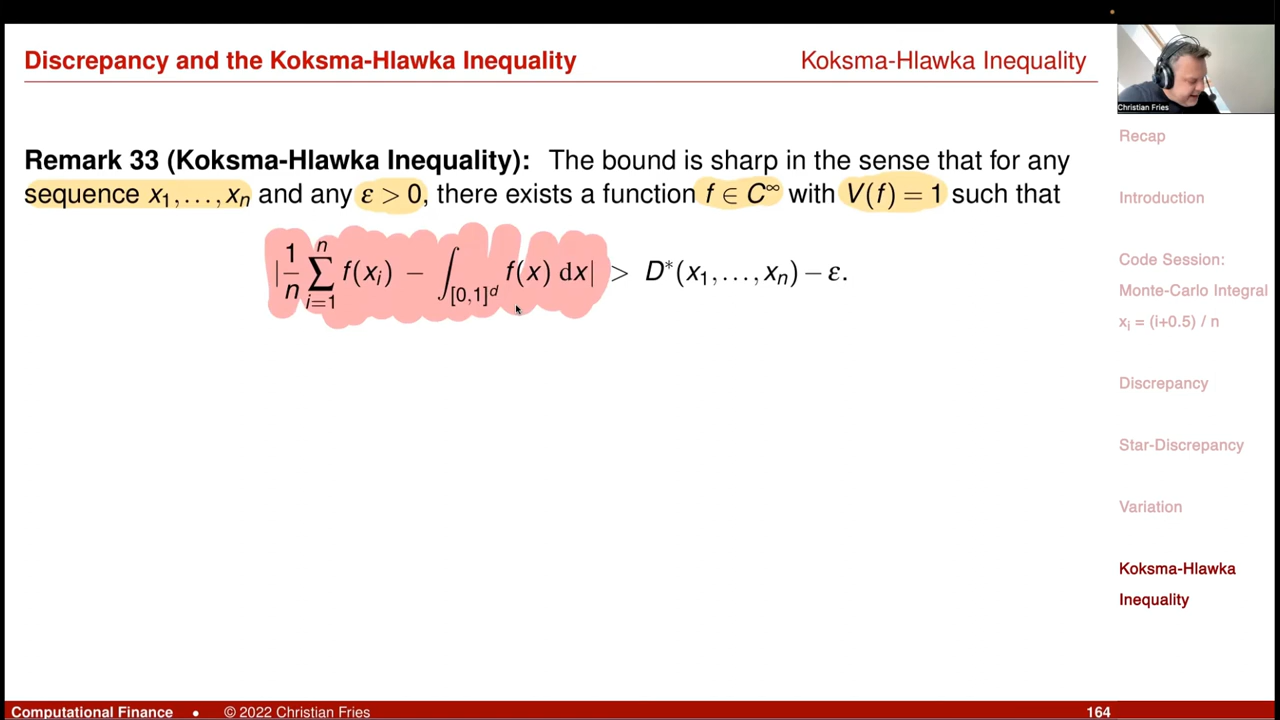 Discrepancy and the Koksma-Hlawka Inequality
Koksma-Hlawka Inequality
Christian Fries
Remark 33 (Koksma-Hlawka Inequality): The bound is sharp in the sense that for any
sequence x₁,…,xₙ and any ε > 0, there exists a function f ∈ C^∞ with V(f) = 1 such that
|1/n ∑_{i=1}^{n} f(xᵢ) − ∫_{[0,1]^d} f(x) dx| > D*(x₁,…,xₙ) − ε.
Recap
Introduction
Code Session:
Monte-Carlo Integral
xᵢ = (i+0.5) / n
Discrepancy
Star-Discrepancy
Variation
Koksma-Hlawka
Inequality
Computational Finance • © 2022 Christian Fries
164